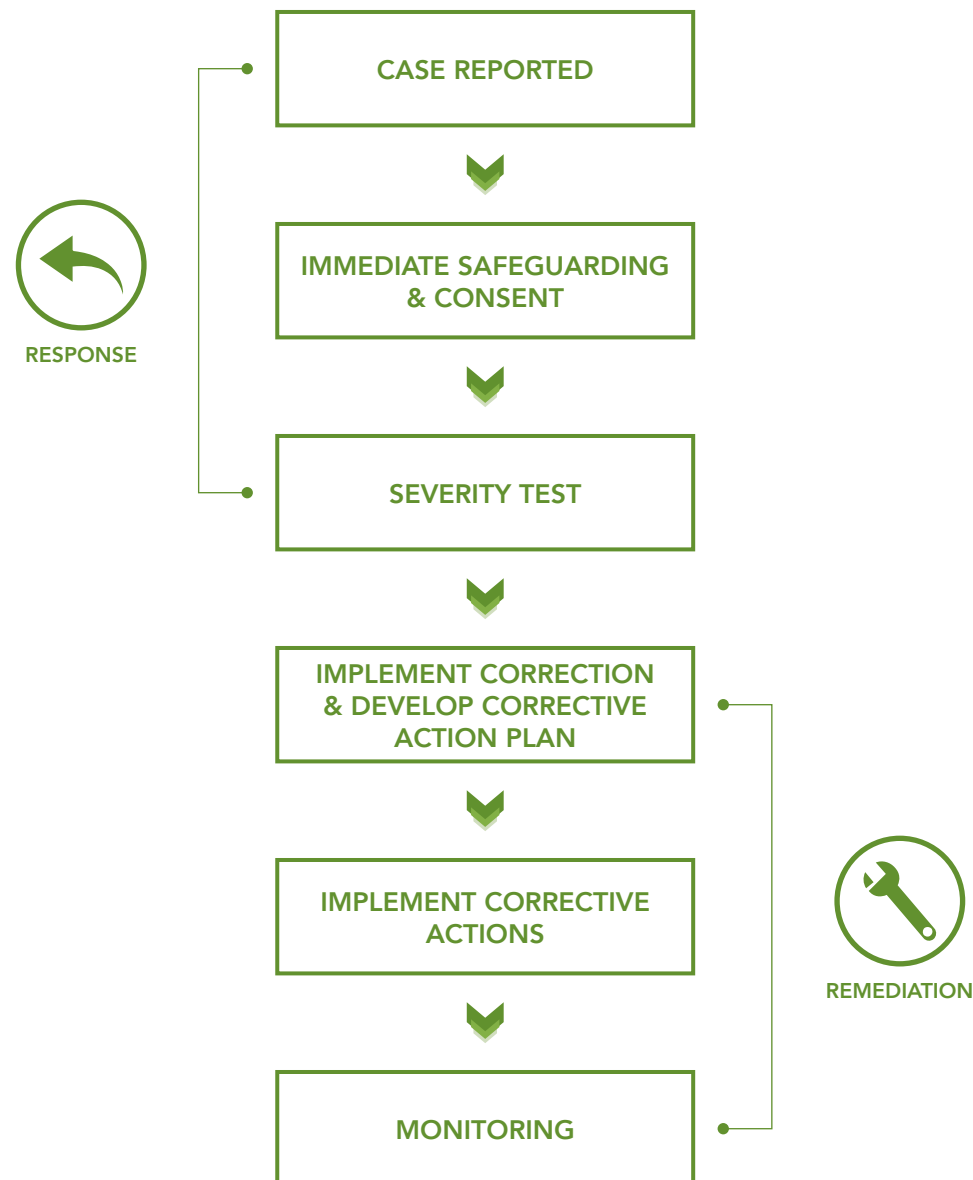 CASE REPORTED
IMMEDIATE SAFEGUARDING
& CONSENT
RESPONSE
SEVERITY TEST
IMPLEMENT CORRECTION
& DEVELOP CORRECTIVE
ACTION PLAN
IMPLEMENT CORRECTIVE
ACTIONS
REMEDIATION
MONITORING